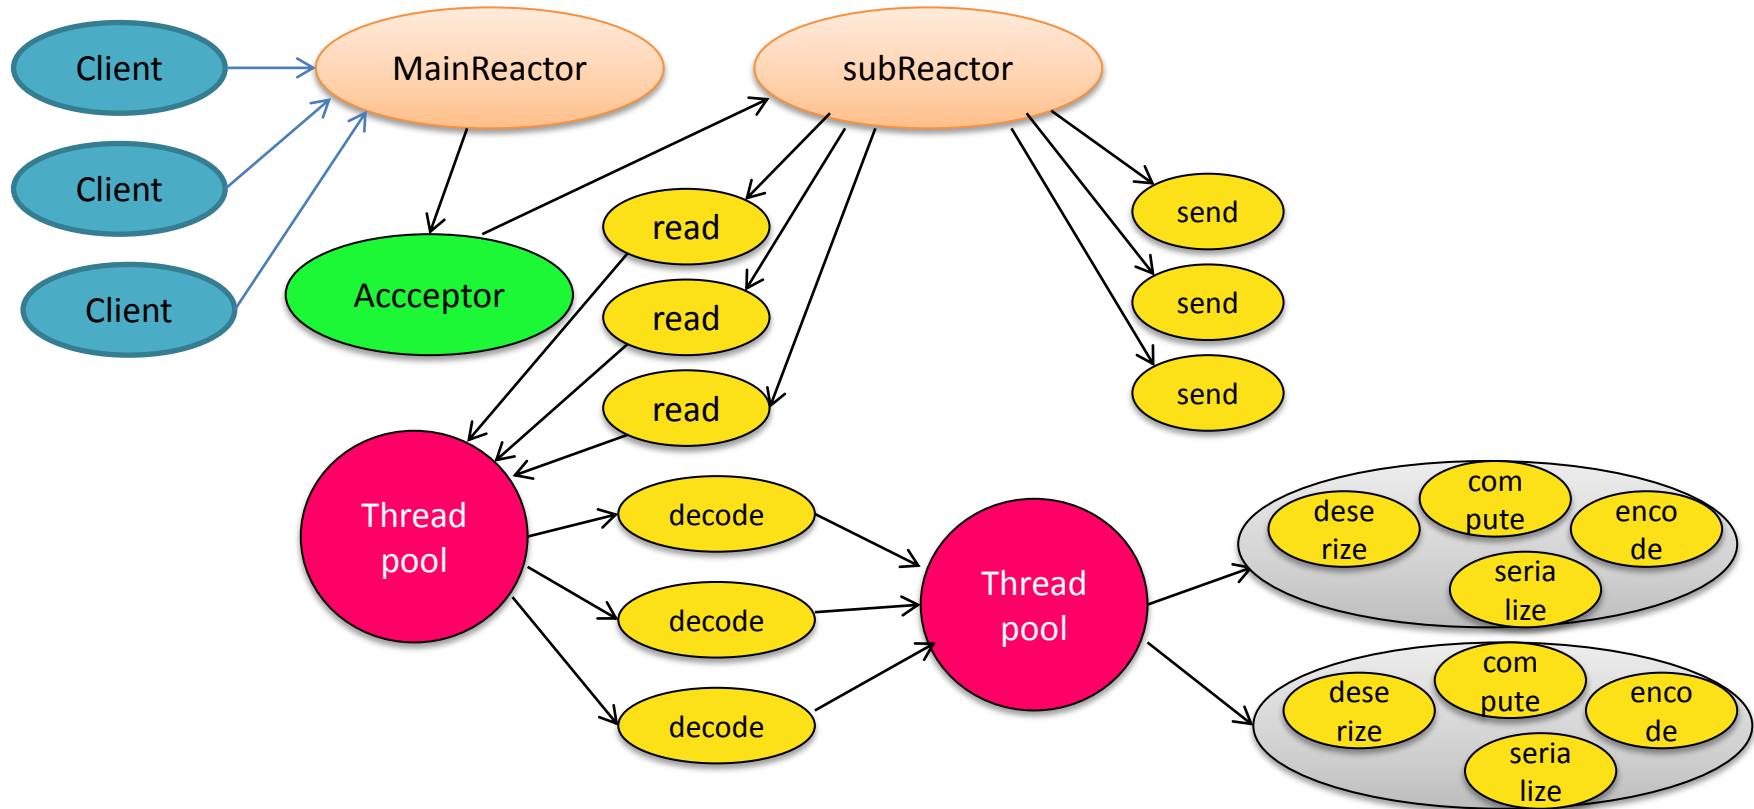 Client
MainReactor
subReactor
Client
Client
Accceptor
read
read
read
send
send
send
Thread
pool
decode
decode
decode
Thread
pool
dese
rize
com
pute
enco
de
seria
lize
dese
rize
com
pute
enco
de
seria
lize